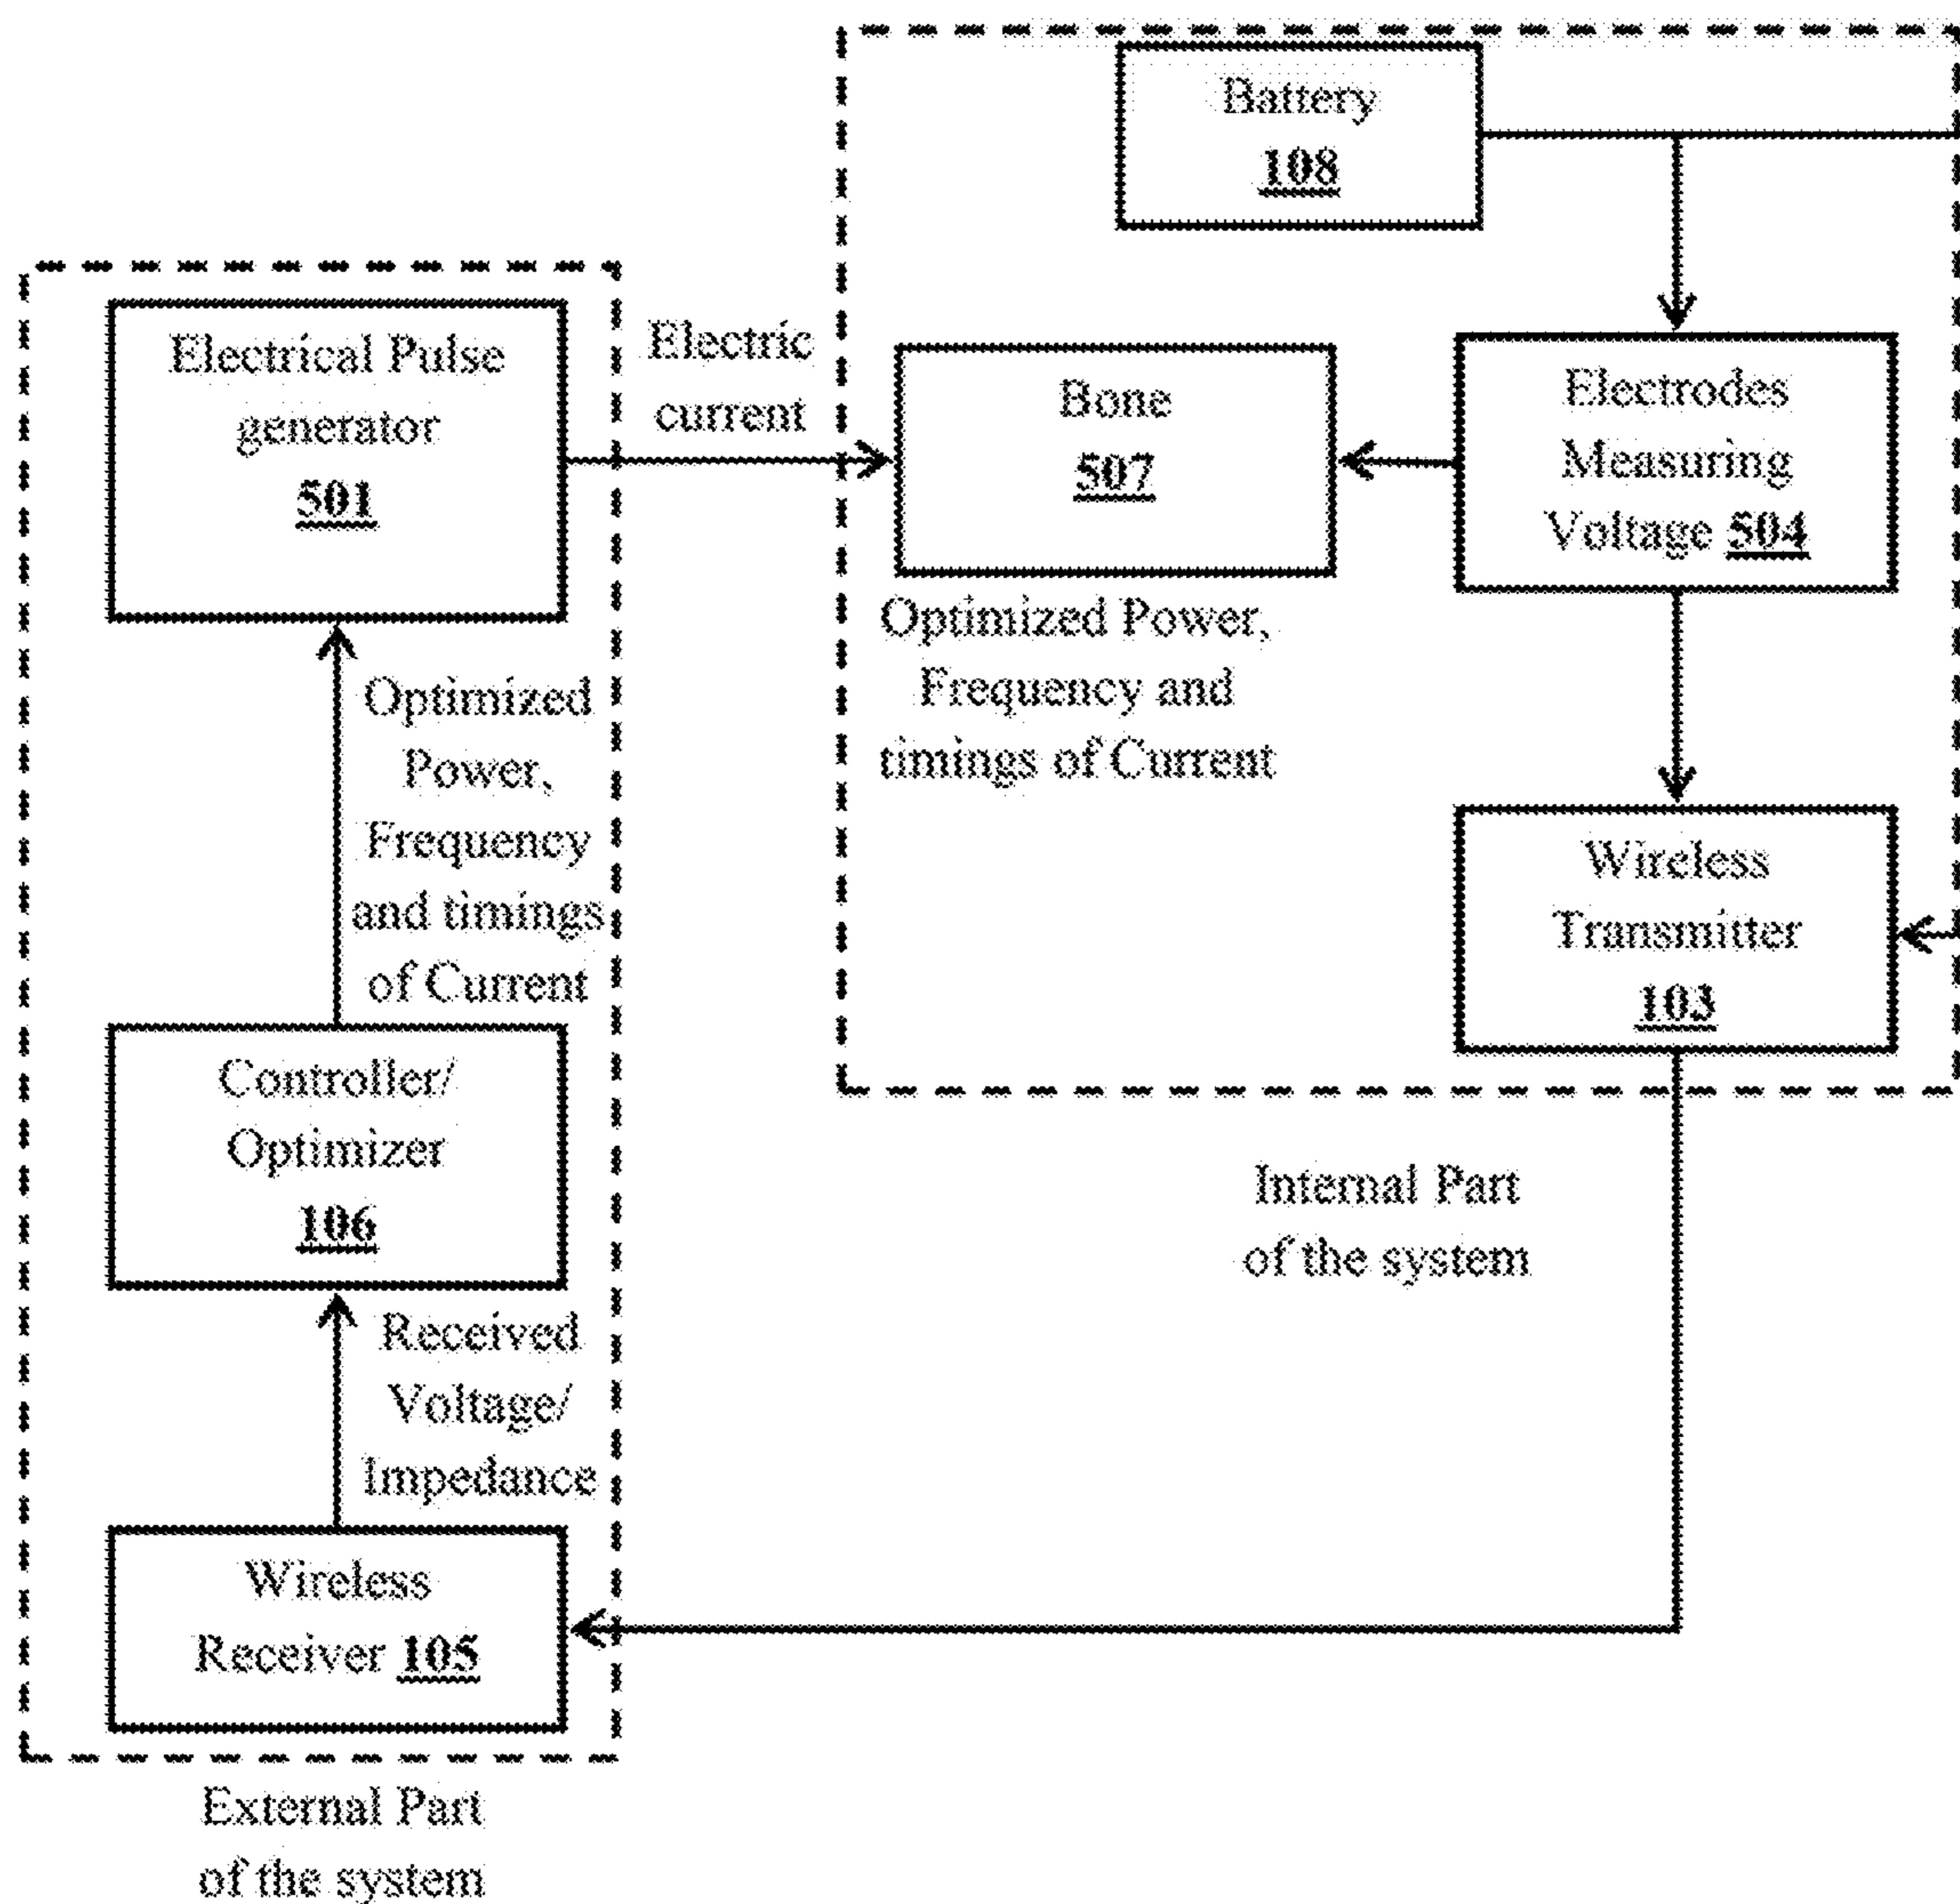 Battery
108
Electrical Pulse
generator
501
Electric
current
Bone
507
Electrodes
Measuring
Voltage 504
Optimized Power,
Frequency and
timings of Current
Optimized
Power,
Frequency
and timings
of Current
Wireless
Transmitter
103
Controller/
Optimizer
106
Internal Part
of the system
Received
Voltage/
Impedance
Wireless
Receiver 105
External Part
of the system